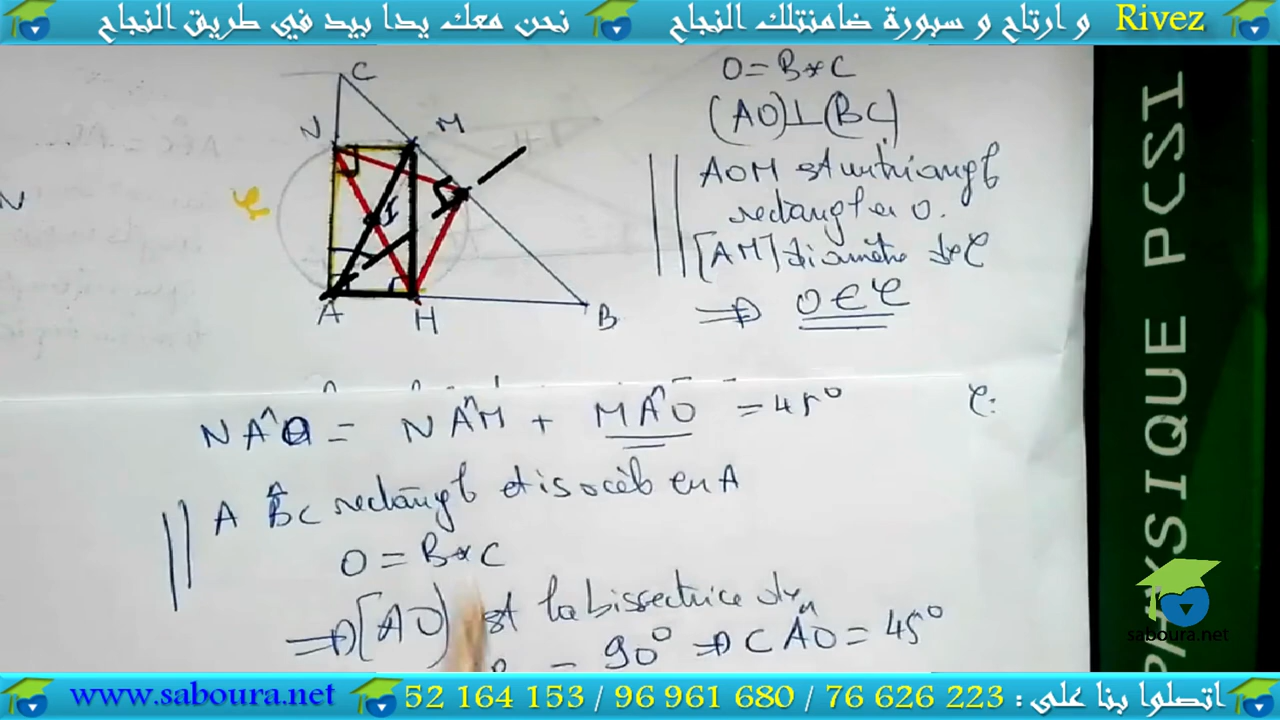 نحن معك يدا بيد في طريق النجاح
و ارتاح و سبورة ضامنتلك النجاح Rivez
C
N
M
I
A
H
B
O = B*C
(AO)⊥(BC)
AOM est un triangle
rectangle en O.
[AM] diamètre de C
⇒ O∈C
NÂO = NÂM + MÂO = 45°
A B̂C rectangle et isocèle en A
O = B*C
⇒ [AO) est la bissectrice de
= 90° ⇒ CÂO = 45°
PHYSIQUE PCSI
saboura.net
www.saboura.net
52 164 153 / 96 961 680 / 76 626 223 : اتصلوا بنا على